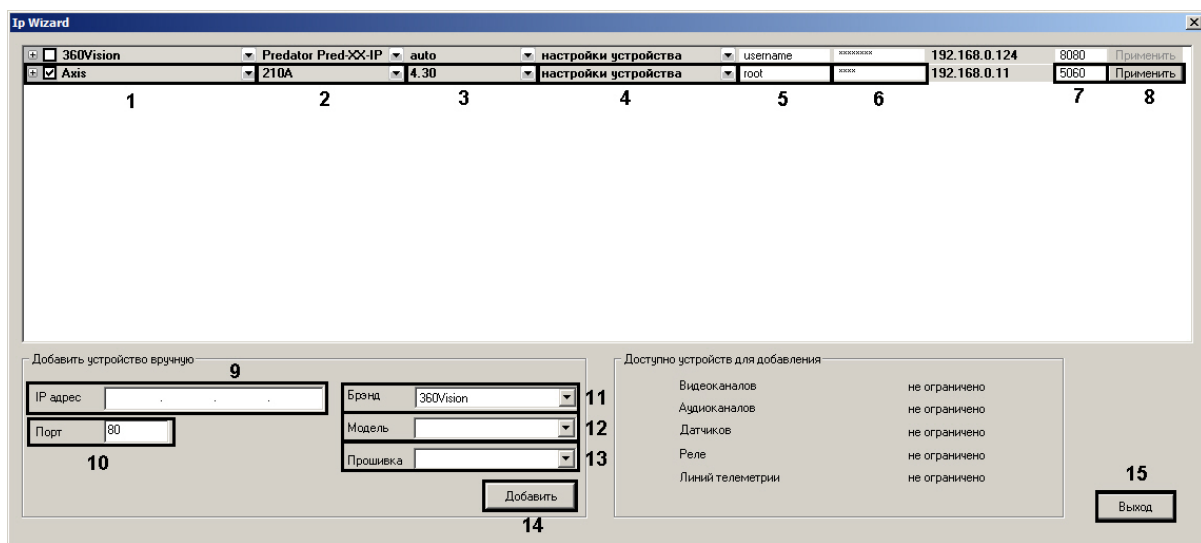 Ip Wizard
360Vision Predator Pred-XX-IP auto настройки устройства username ******** 192.168.0.124 8080 Применить
Axis 210A 4.30 настройки устройства root **** 192.168.0.11 5060 Применить
1 2 3 4 5 6 7 8
Добавить устройство вручную
9
IP адрес . . .
Порт 80
10
Брэнд 360Vision 11
Модель 12
Прошивка 13
Добавить
14
Доступно устройств для добавления
Видеоканалов не ограничено
Аудиоканалов не ограничено
Датчиков не ограничено
Реле не ограничено
Линий телеметрии не ограничено
15
Выход